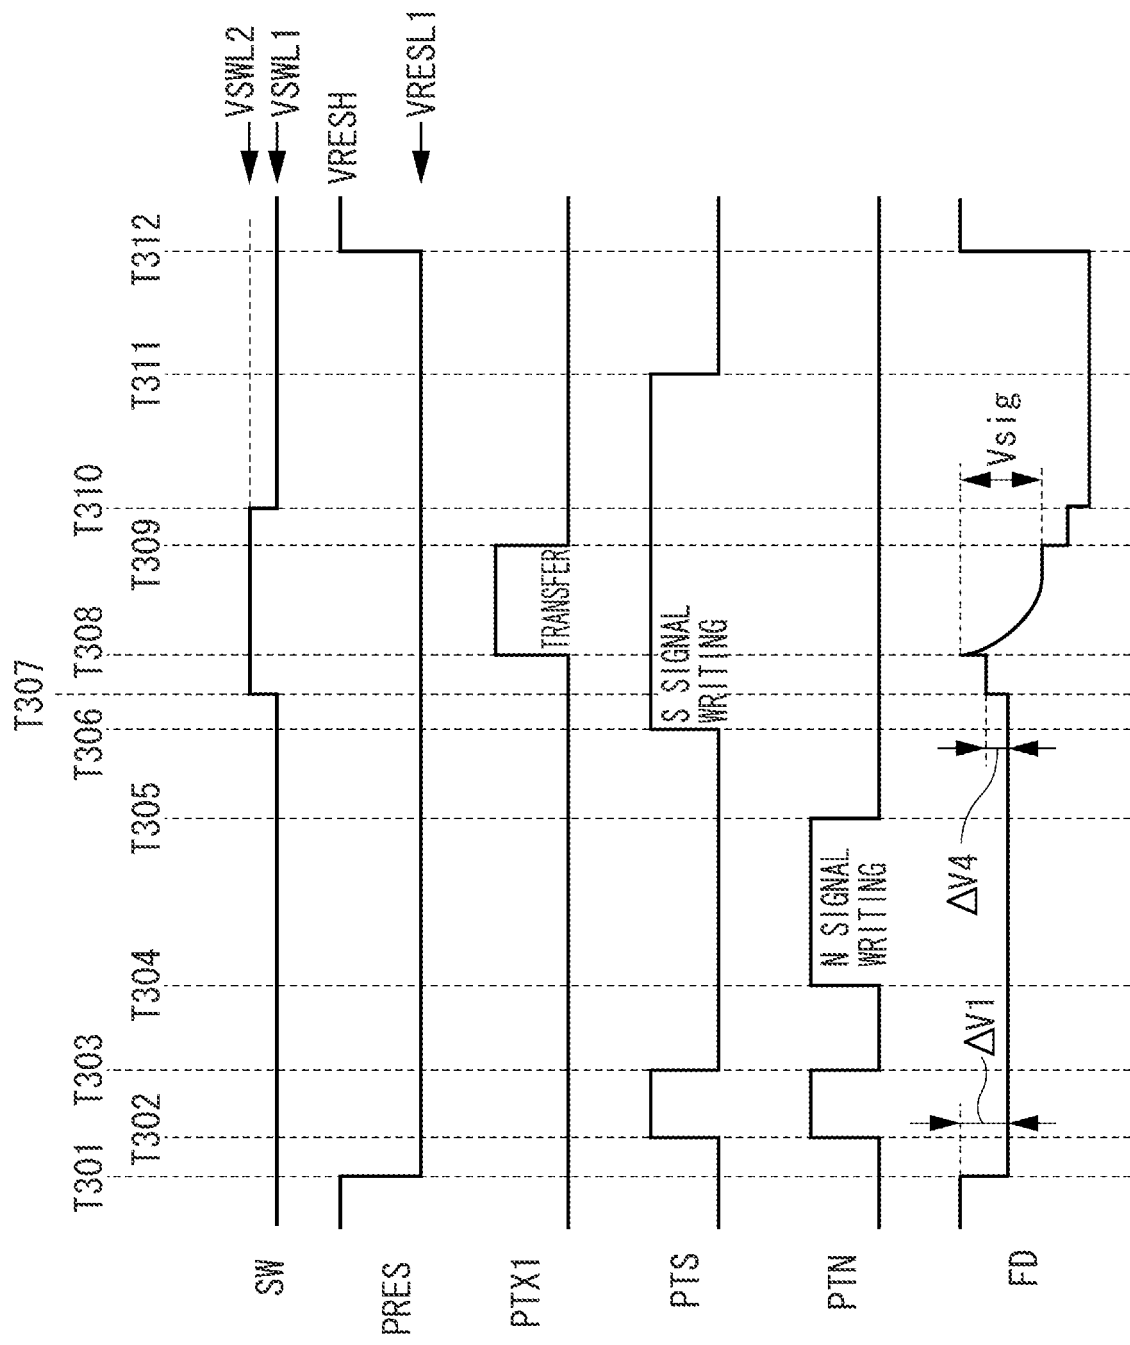 T307
T301
T303
T306
T308
T310
T302
T304
T305
T309
T311
T312
SW
VSWL2
VSWL1
PRES
VRESH
VRESL1
PTX1
TRANSFER
PTS
S SIGNAL
WRITING
PTN
N SIGNAL
WRITING
FD
ΔV1
ΔV4
Vsig